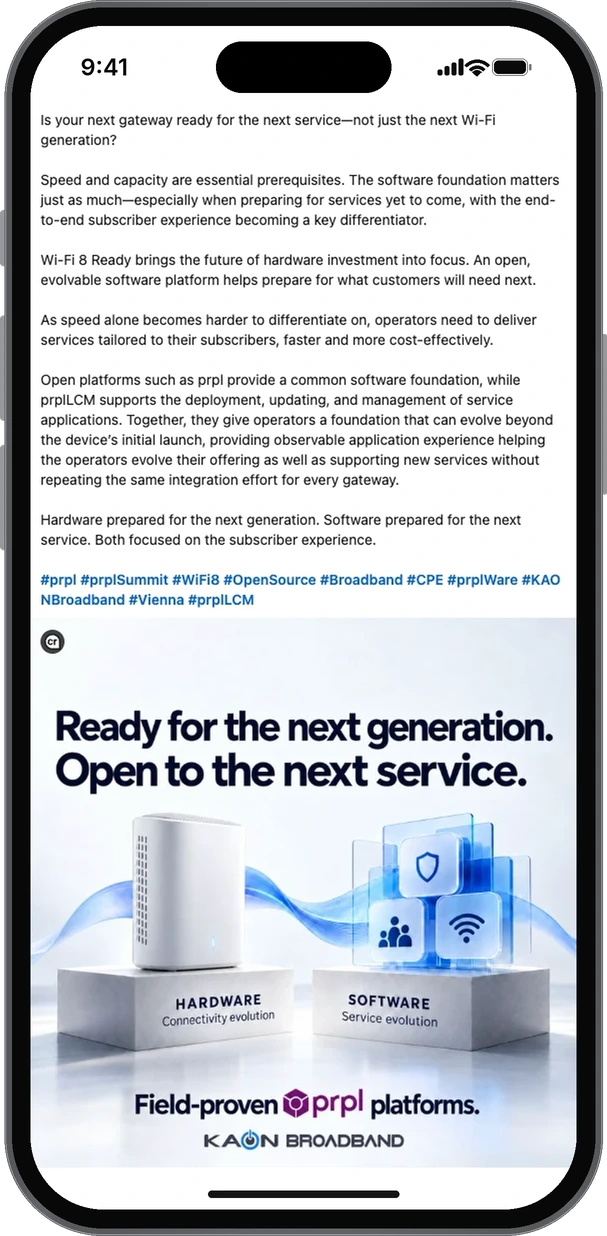 9:41
Is your next gateway ready for the next service—not just the next Wi-Fi
generation?
Speed and capacity are essential prerequisites. The software foundation matters
just as much—especially when preparing for services yet to come, with the end-
to-end subscriber experience becoming a key differentiator.
Wi-Fi 8 Ready brings the future of hardware investment into focus. An open,
evolvable software platform helps prepare for what customers will need next.
As speed alone becomes harder to differentiate on, operators need to deliver
services tailored to their subscribers, faster and more cost-effectively.
Open platforms such as prpl provide a common software foundation, while
prplLCM supports the deployment, updating, and management of service
applications. Together, they give operators a foundation that can evolve beyond
the device's initial launch, providing observable application experience helping
the operators evolve their offering as well as supporting new services without
repeating the same integration effort for every gateway.
Hardware prepared for the next generation. Software prepared for the next
service. Both focused on the subscriber experience.
#prpl #prplSummit #WiFi8 #OpenSource #Broadband #CPE #prplWare #KAO
NBroadband #Vienna #prplLCM
cr
Ready for the next generation.
Open to the next service.
HARDWARE
Connectivity evolution
SOFTWARE
Service evolution
Field-proven prpl platforms.
KAON BROADBAND